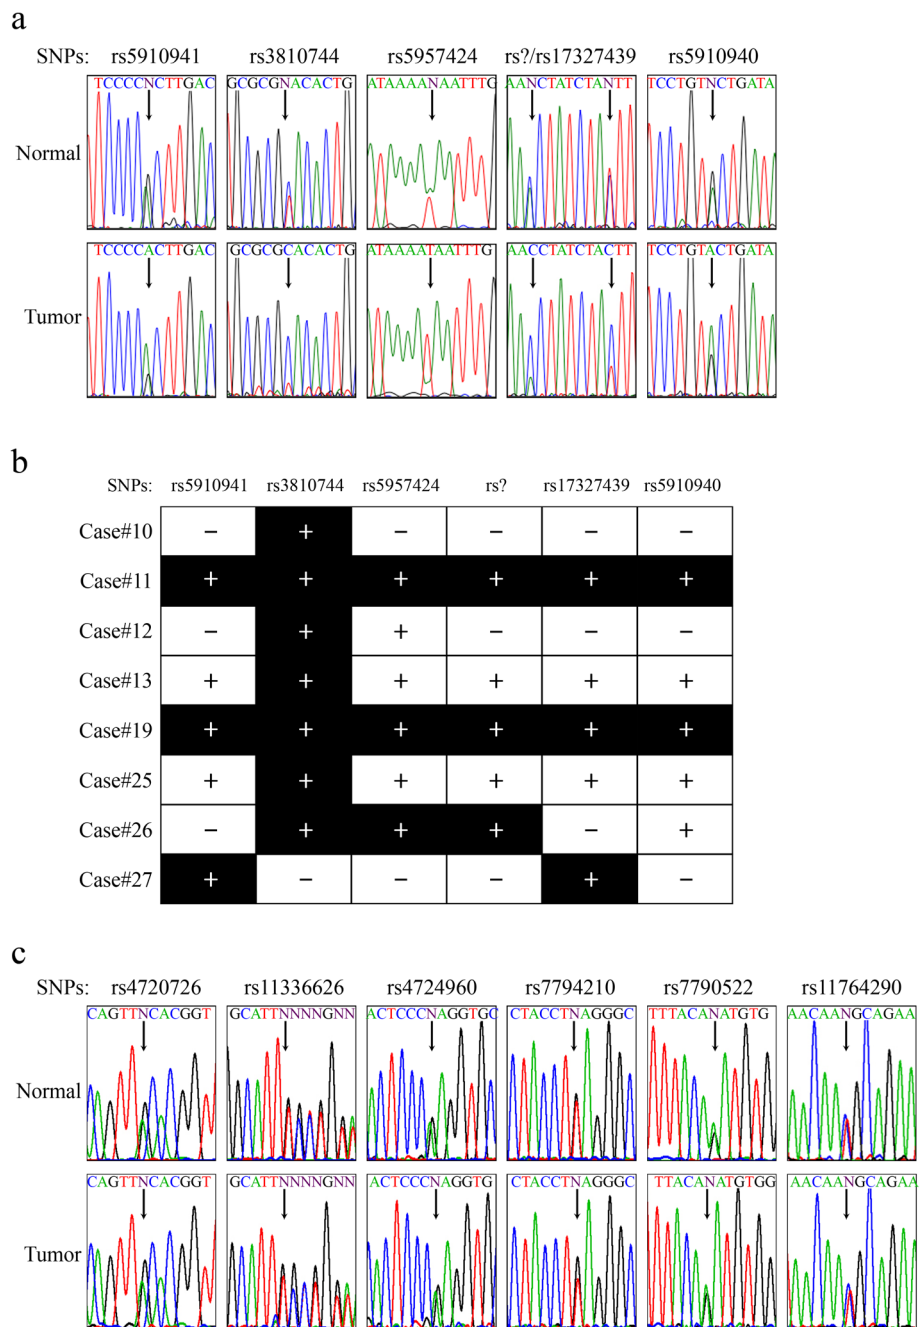 a
SNPs: rs5910941 rs3810744 rs5957424 rs?/rs17327439 rs5910940
TCCCCNCTTGAC GCGCGNACACTG ATAAAANAATTTG AANCTATCTANTT TCCTGTNCTGATA
Normal
TCCCCACTTGAC GCGCGCACACTG ATAAAATAATTTG AACCTATCTACTT TCCTGTACTGATA
Tumor
b
SNPs: rs5910941 rs3810744 rs5957424 rs? rs17327439 rs5910940
Case#10 − + − − − −
Case#11 + + + + + +
Case#12 − + + − − −
Case#13 + + + + + +
Case#19 + + + + + +
Case#25 + + + + + +
Case#26 − + + + − +
Case#27 + − − − + −
c
SNPs: rs4720726 rs11336626 rs4724960 rs7794210 rs7790522 rs11764290
CAGTTNCACGGT GCATTNNNNGNN ACTCCCNAGGTGC CTACCTNAGGGC TTTACANATGTG AACAANGCAGAA
Normal
CAGTTNCACGGT GCATTNNNNGNN ACTCCCNAGGTG CTACCTNAGGGC TTACANATGTGG AACAANGCAGAA
Tumor